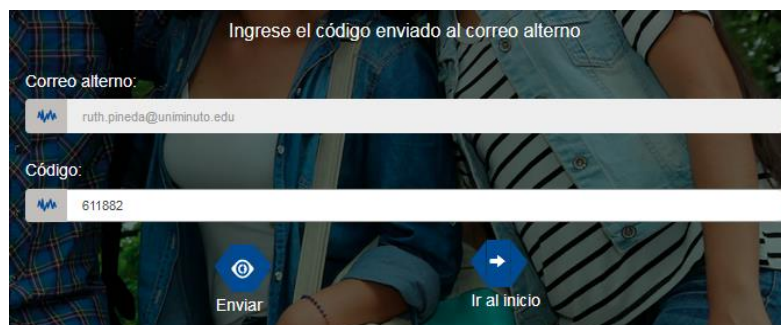 Ingrese el código enviado al correo alterno
Correo alterno:
ruth.pineda@uniminuto.edu
Código:
611882
Enviar
Ir al inicio